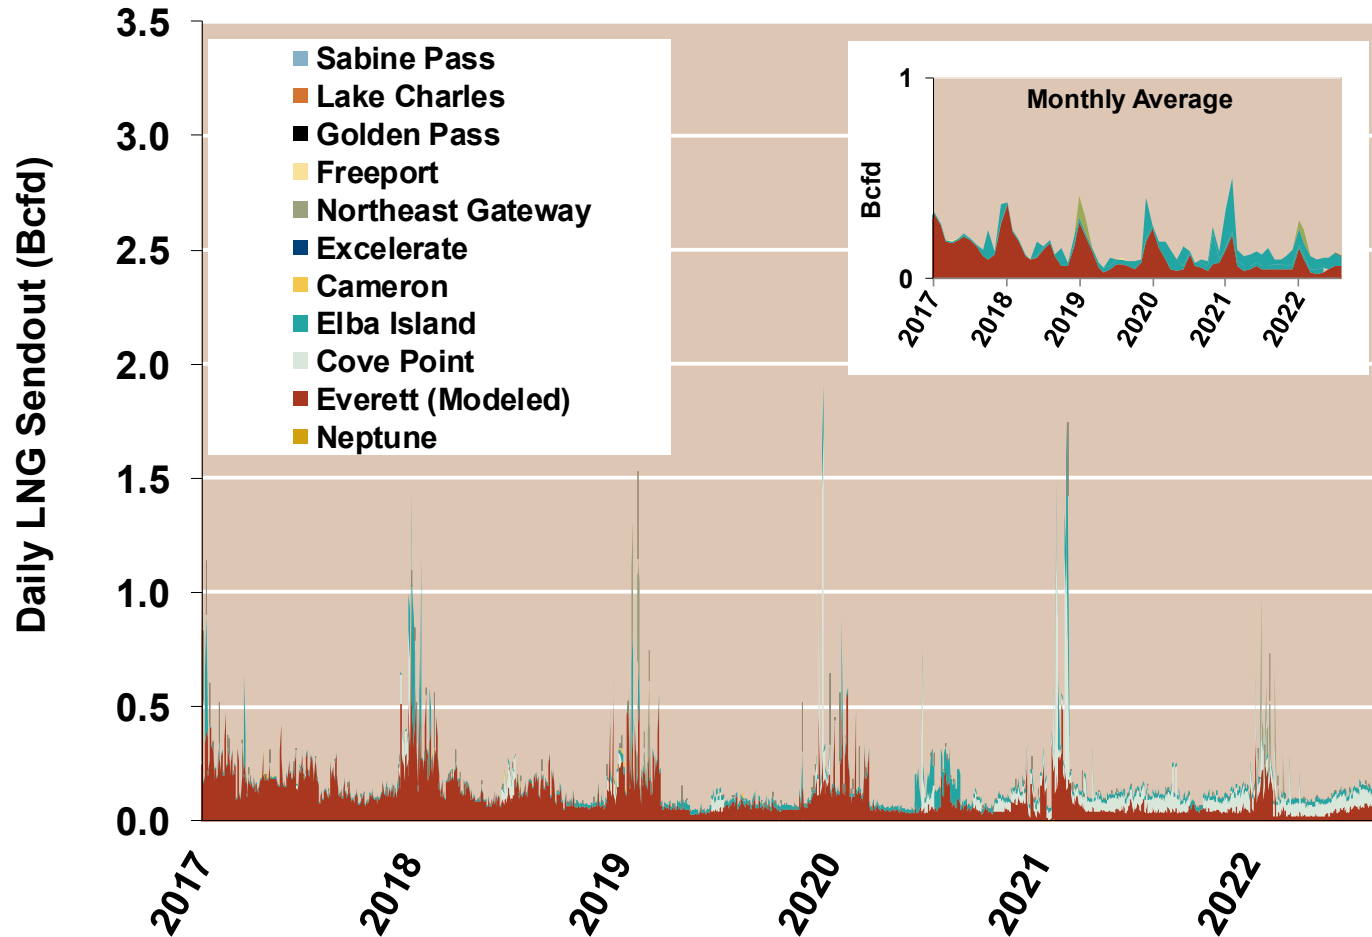 Daily LNG Sendout (Bcfd)
3.5
3.0
2.5
2.0
1.5
1.0
0.5
0.0
Sabine Pass
Lake Charles
Golden Pass
Freeport
Northeast Gateway
Excelerate
Cameron
Elba Island
Cove Point
Everett (Modeled)
Neptune
Monthly Average
Bcfd
1
0
2017
2018
2019
2020
2021
2022
2017
2018
2019
2020
2021
2022